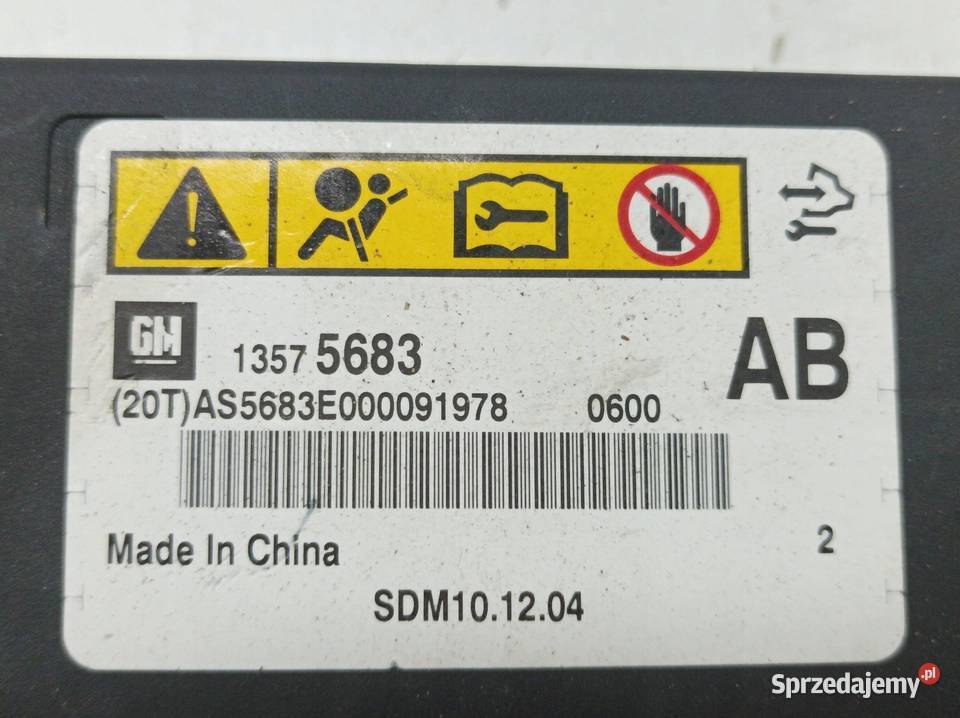 GM
1357 5683
AB
(20T)AS5683E000091978 0600
Made In China
2
SDM10.12.04
Sprzedajemy.pl